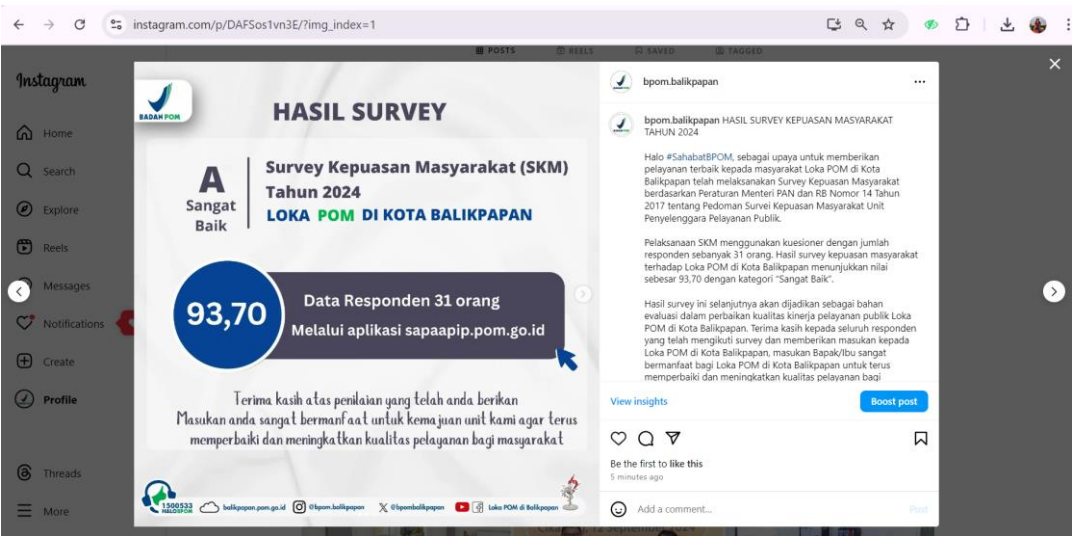 instagram.com/p/DAFSos1vn3E/?img_index=1
POSTS
REELS
SAVED
TAGGED
Instagram
Home
Search
Explore
Reels
Messages
Notifications
Create
Profile
Threads
More
BADAN POM
HASIL SURVEY
A
Sangat
Baik
Survey Kepuasan Masyarakat (SKM)
Tahun 2024
LOKA POM DI KOTA BALIKPAPAN
93,70
Data Responden 31 orang
Melalui aplikasi sapaapip.pom.go.id
Terima kasih atas penilaian yang telah anda berikan
Masukan anda sangat bermanfaat untuk kemajuan unit kami agar terus
memperbaiki dan meningkatkan kualitas pelayanan bagi masyarakat
1500533
HALOBPOM
balikpapan.pom.go.id
@bpom.balikpapan
@bpombalikpapan
Loka POM di Balikpapan
bpom.balikpapan
bpom.balikpapan HASIL SURVEY KEPUASAN MASYARAKAT
TAHUN 2024
Halo #SahabatBPOM, sebagai upaya untuk memberikan
pelayanan terbaik kepada masyarakat Loka POM di Kota
Balikpapan telah melaksanakan Survey Kepuasan Masyarakat
berdasarkan Peraturan Menteri PAN dan RB Nomor 14 Tahun
2017 tentang Pedoman Survei Kepuasan Masyarakat Unit
Penyelenggara Pelayanan Publik.
Pelaksanaan SKM menggunakan kuesioner dengan jumlah
responden sebanyak 31 orang. Hasil survey kepuasan masyarakat
terhadap Loka POM di Kota Balikpapan menunjukkan nilai
sebesar 93,70 dengan kategori "Sangat Baik".
Hasil survey ini selanjutnya akan dijadikan sebagai bahan
evaluasi dalam perbaikan kualitas kinerja pelayanan publik Loka
POM di Kota Balikpapan. Terima kasih kepada seluruh responden
yang telah mengikuti survey dan memberikan masukan kepada
Loka POM di Kota Balikpapan, masukan Bapak/Ibu sangat
bermanfaat bagi Loka POM di Kota Balikpapan untuk terus
memperbaiki dan meningkatkan kualitas pelayanan bagi
View insights
Boost post
Be the first to like this
5 minutes ago
Add a comment...
Post